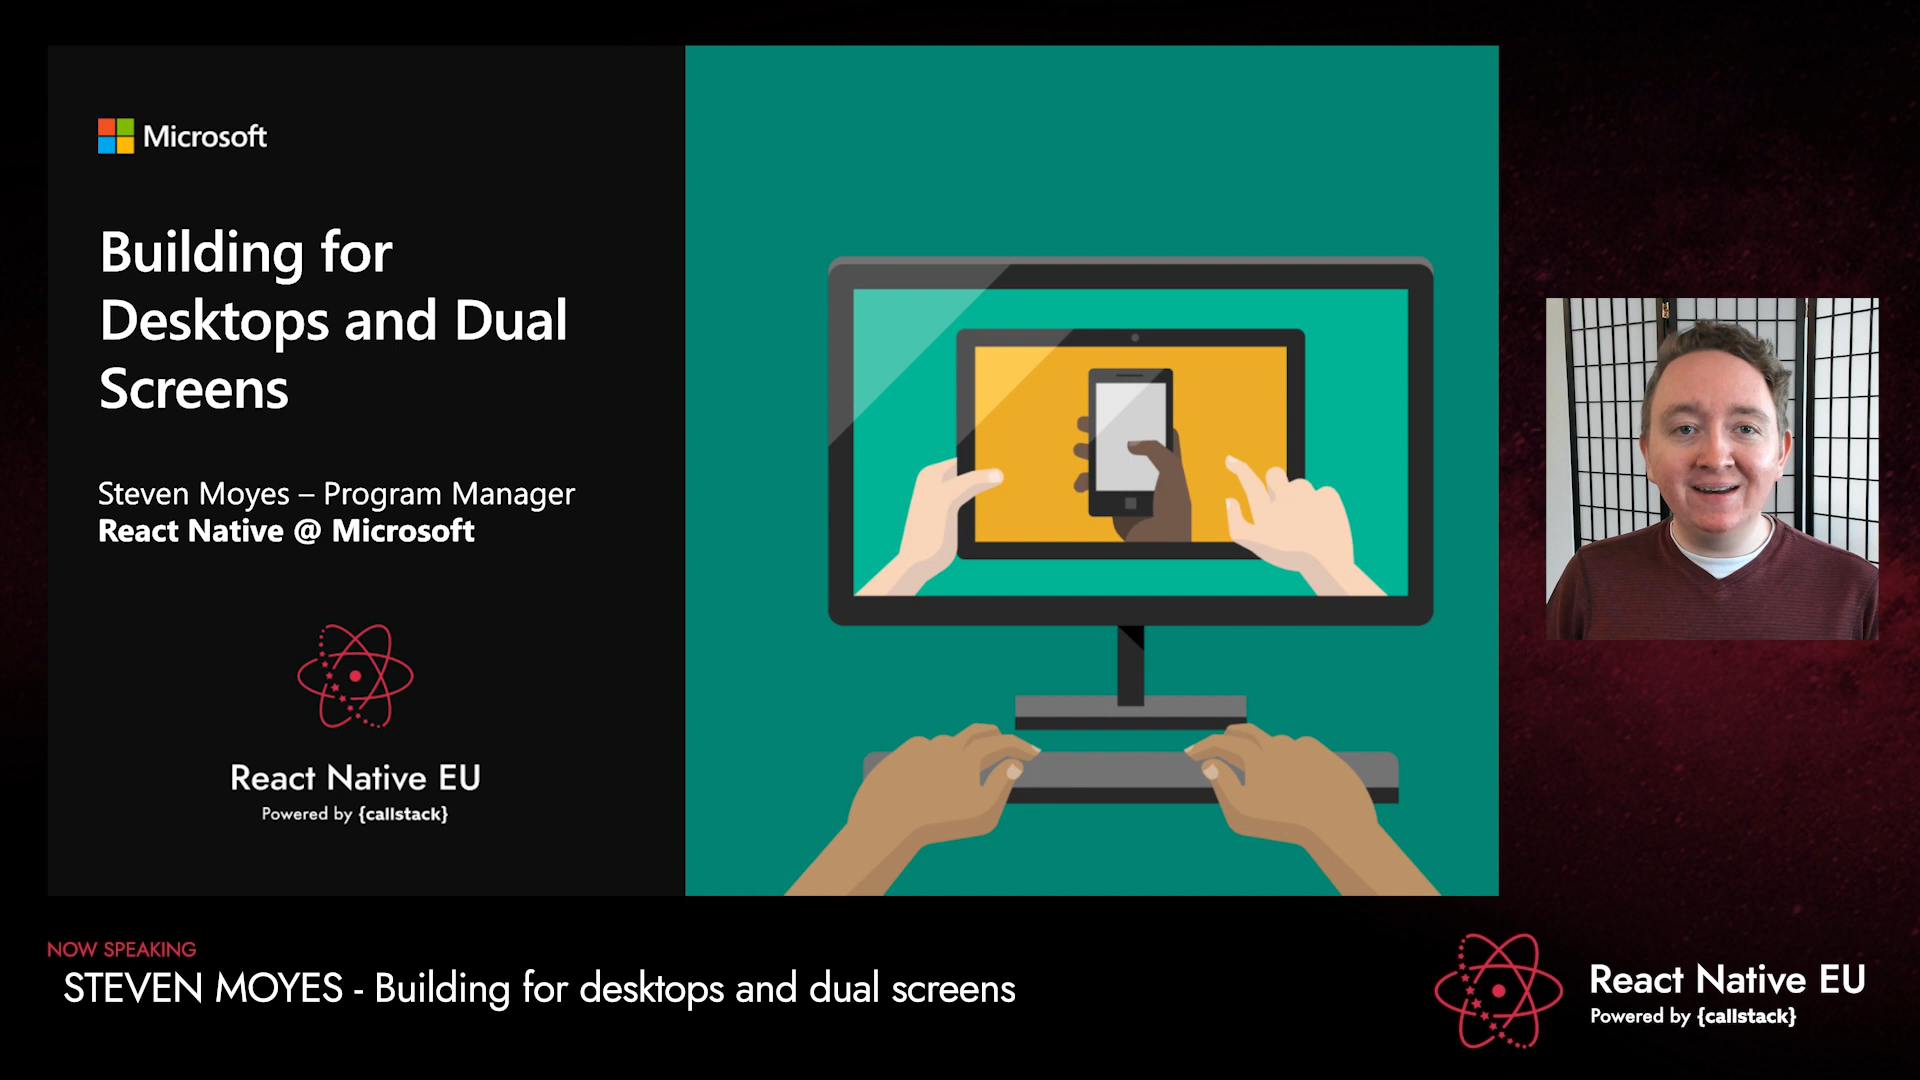 Microsoft
Building for
Desktops and Dual
Screens
Steven Moyes – Program Manager
React Native @ Microsoft
React Native EU
Powered by {callstack}
NOW SPEAKING
STEVEN MOYES - Building for desktops and dual screens
React Native EU
Powered by {callstack}